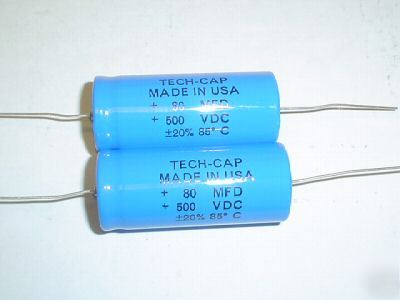 TECH-CAP
MADE IN USA
+ 80 MFD
+ 500 VDC
±20% 85° C
TECH-CAP
MADE IN USA
+ 80 MFD
+ 500 VDC
±20% 85° C